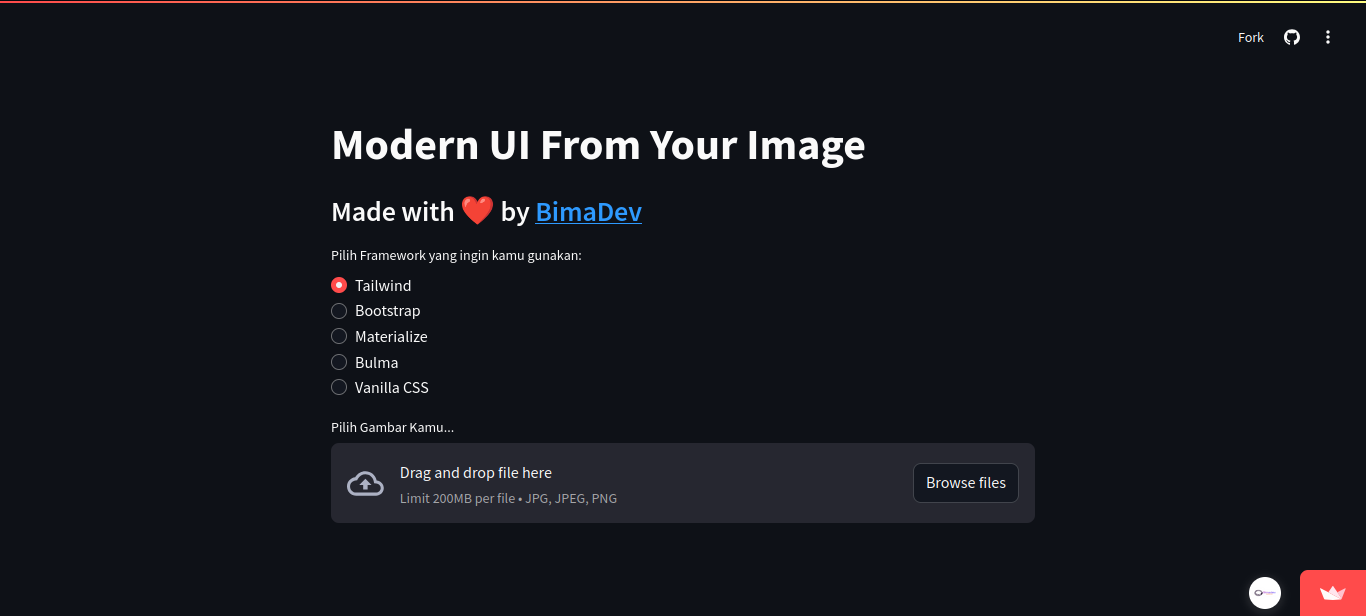 Fork
Modern UI From Your Image
Made with ❤️ by BimaDev
Pilih Framework yang ingin kamu gunakan:
Tailwind
Bootstrap
Materialize
Bulma
Vanilla CSS
Pilih Gambar Kamu...
Drag and drop file here
Limit 200MB per file • JPG, JPEG, PNG
Browse files